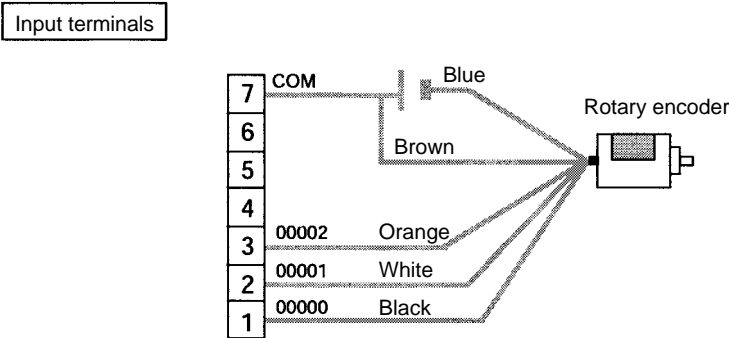 Input terminals
COM
Blue
7
Rotary encoder
6
Brown
5
4
00002 Orange
3
00001 White
2
00000 Black
1